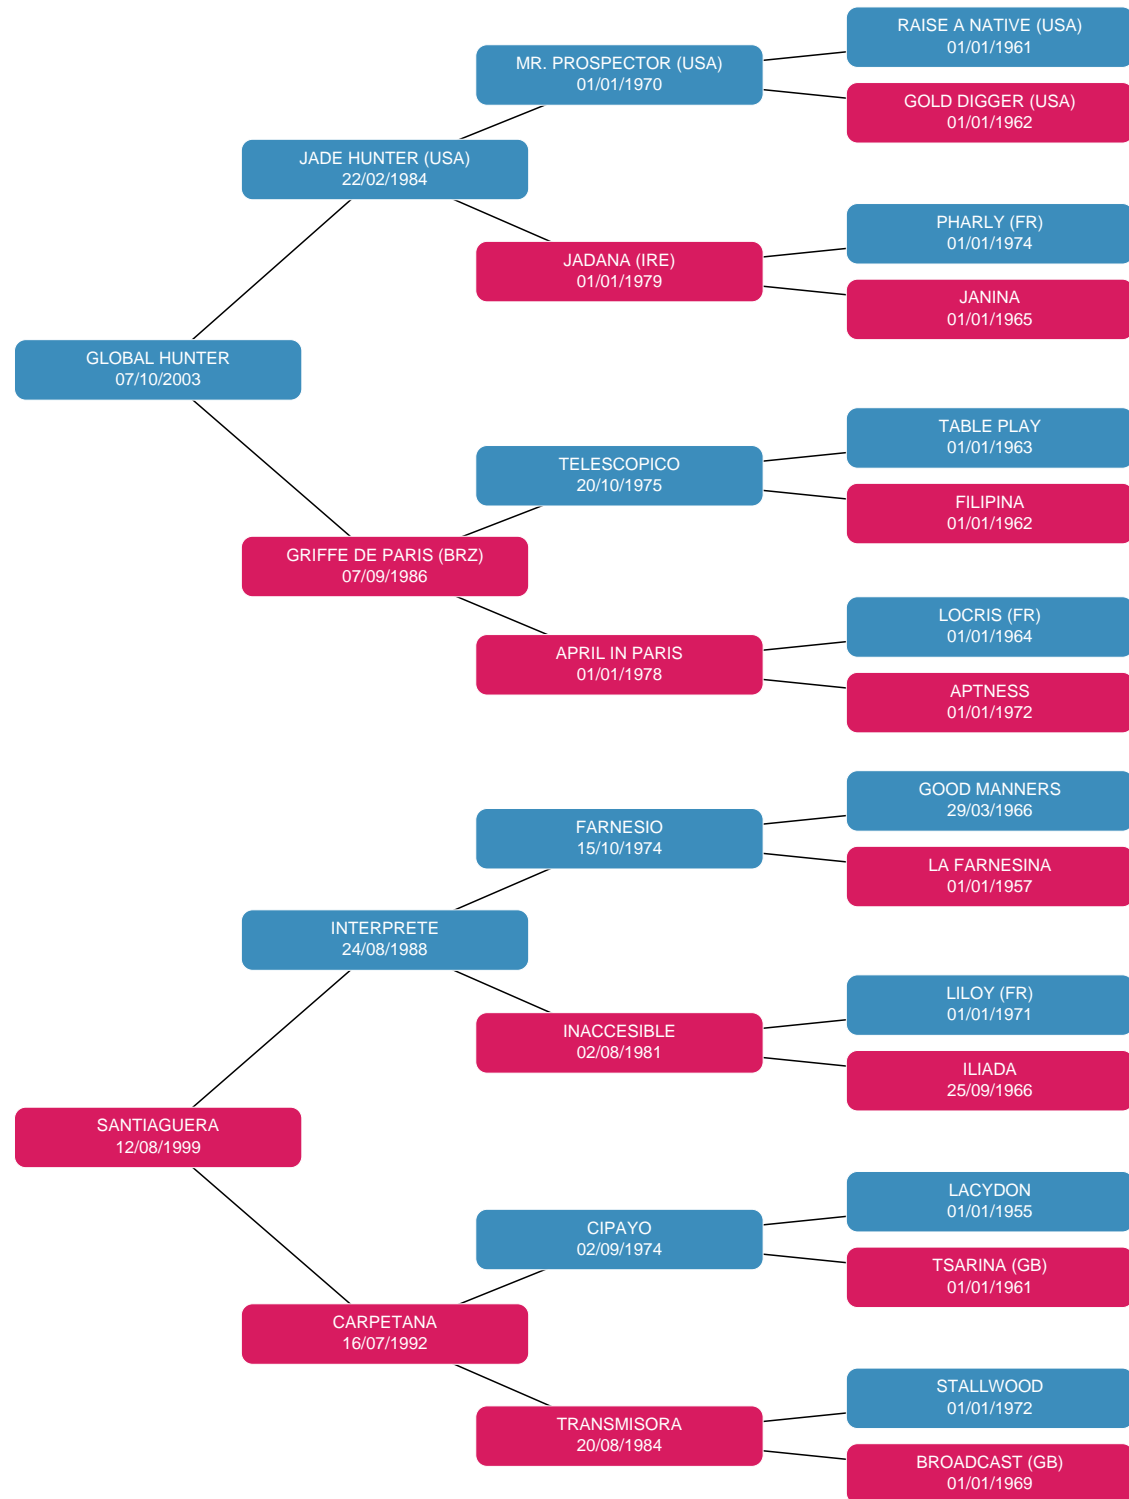 RAISE A NATIVE (USA)
01/01/1961
MR. PROSPECTOR (USA)
01/01/1970
GOLD DIGGER (USA)
01/01/1962
JADE HUNTER (USA)
22/02/1984
PHARLY (FR)
01/01/1974
JADANA (IRE)
01/01/1979
JANINA
01/01/1965
GLOBAL HUNTER
07/10/2003
TABLE PLAY
01/01/1963
TELESCOPICO
20/10/1975
FILIPINA
01/01/1962
GRIFFE DE PARIS (BRZ)
07/09/1986
LOCRIS (FR)
01/01/1964
APRIL IN PARIS
01/01/1978
APTNESS
01/01/1972
GOOD MANNERS
29/03/1966
FARNESIO
15/10/1974
LA FARNESINA
01/01/1957
INTERPRETE
24/08/1988
LILOY (FR)
01/01/1971
INACCESIBLE
02/08/1981
ILIADA
25/09/1966
SANTIAGUERA
12/08/1999
LACYDON
01/01/1955
CIPAYO
02/09/1974
TSARINA (GB)
01/01/1961
CARPETANA
16/07/1992
STALLWOOD
01/01/1972
TRANSMISORA
20/08/1984
BROADCAST (GB)
01/01/1969